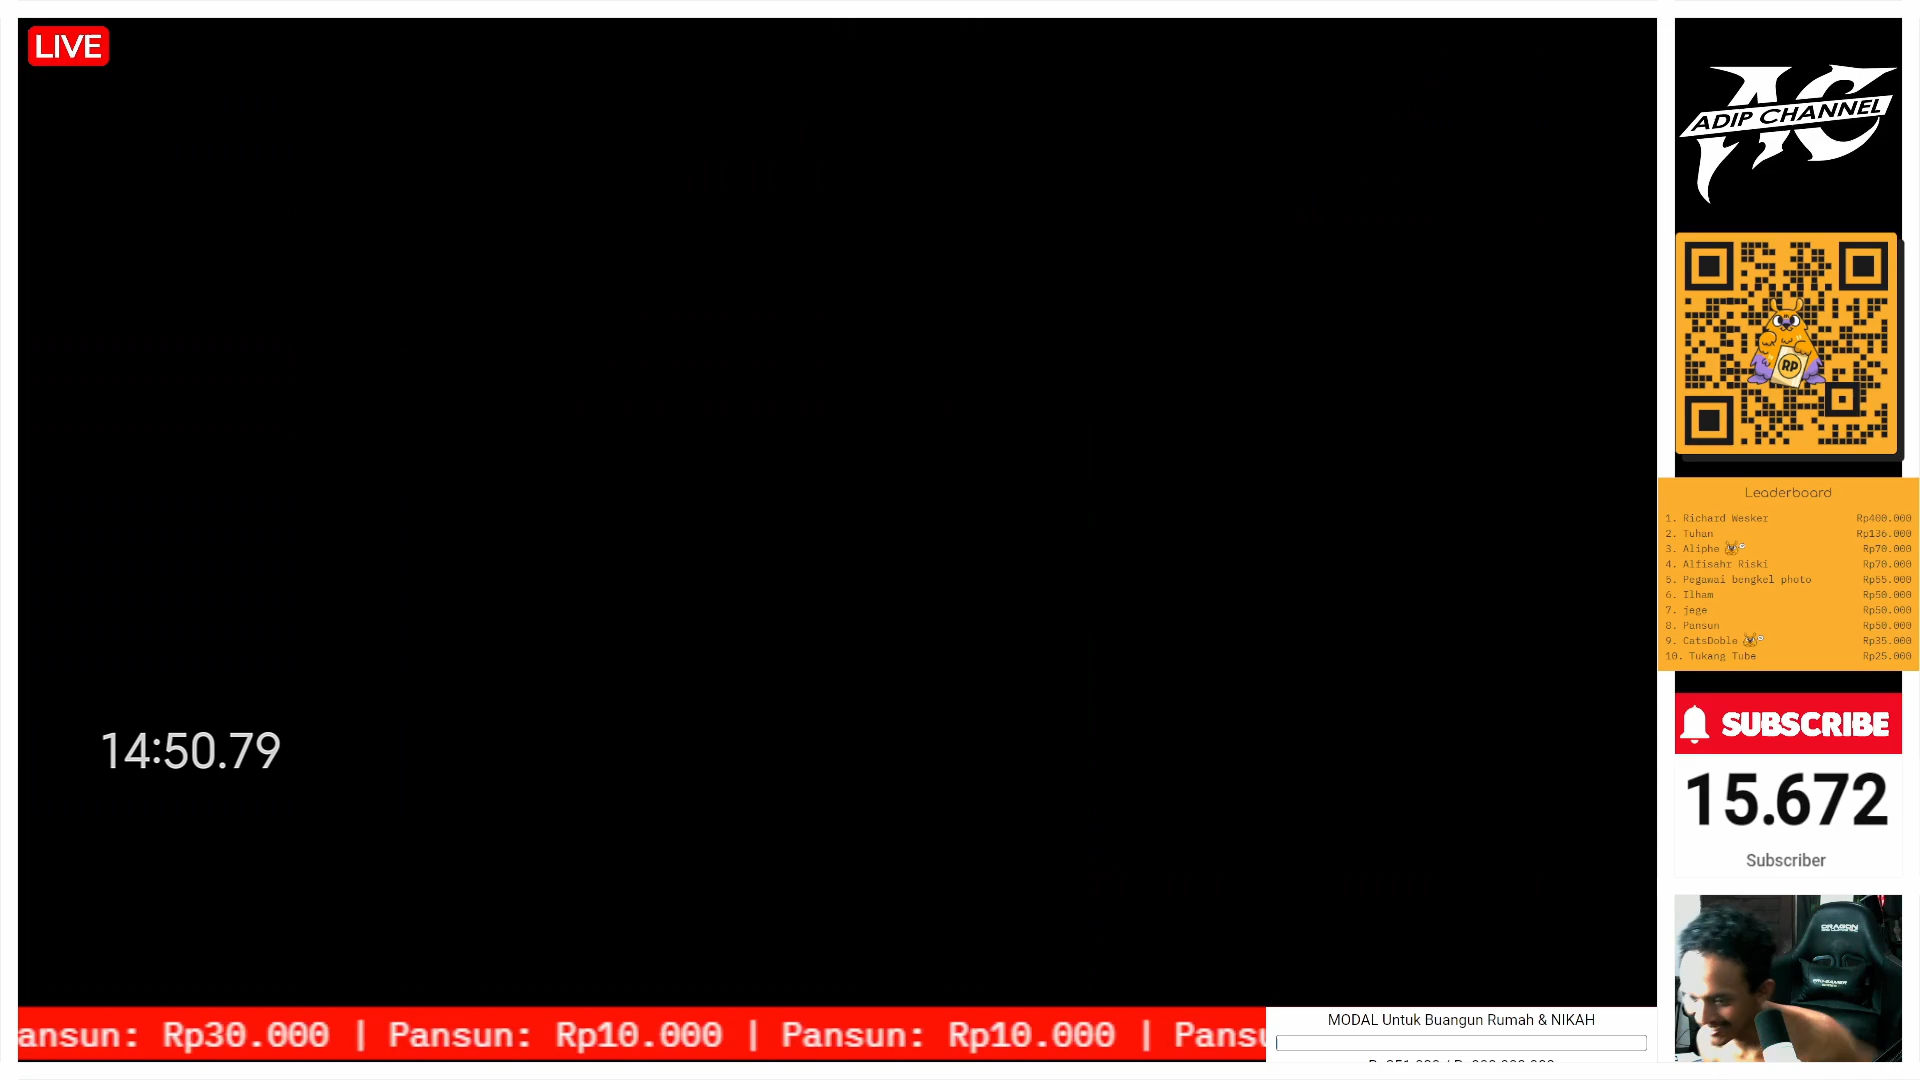 LIVE
ADIP CHANNEL
RP
Leaderboard
1. Richard Wesker Rp400.000
2. Tuhan Rp136.000
3. Aliphe Rp70.000
4. Alfisahr Riski Rp70.000
5. Pegawai bengkel photo Rp55.000
6. Ilham Rp50.000
7. jege Rp50.000
8. Pansun Rp50.000
9. CatsDoble Rp35.000
10. Tukang Tube Rp25.000
SUBSCRIBE
15.672
Subscriber
14:50.79
DRAGON
ansun: Rp30.000 | Pansun: Rp10.000 | Pansun: Rp10.000 | Pansu
MODAL Untuk Buangun Rumah & NIKAH